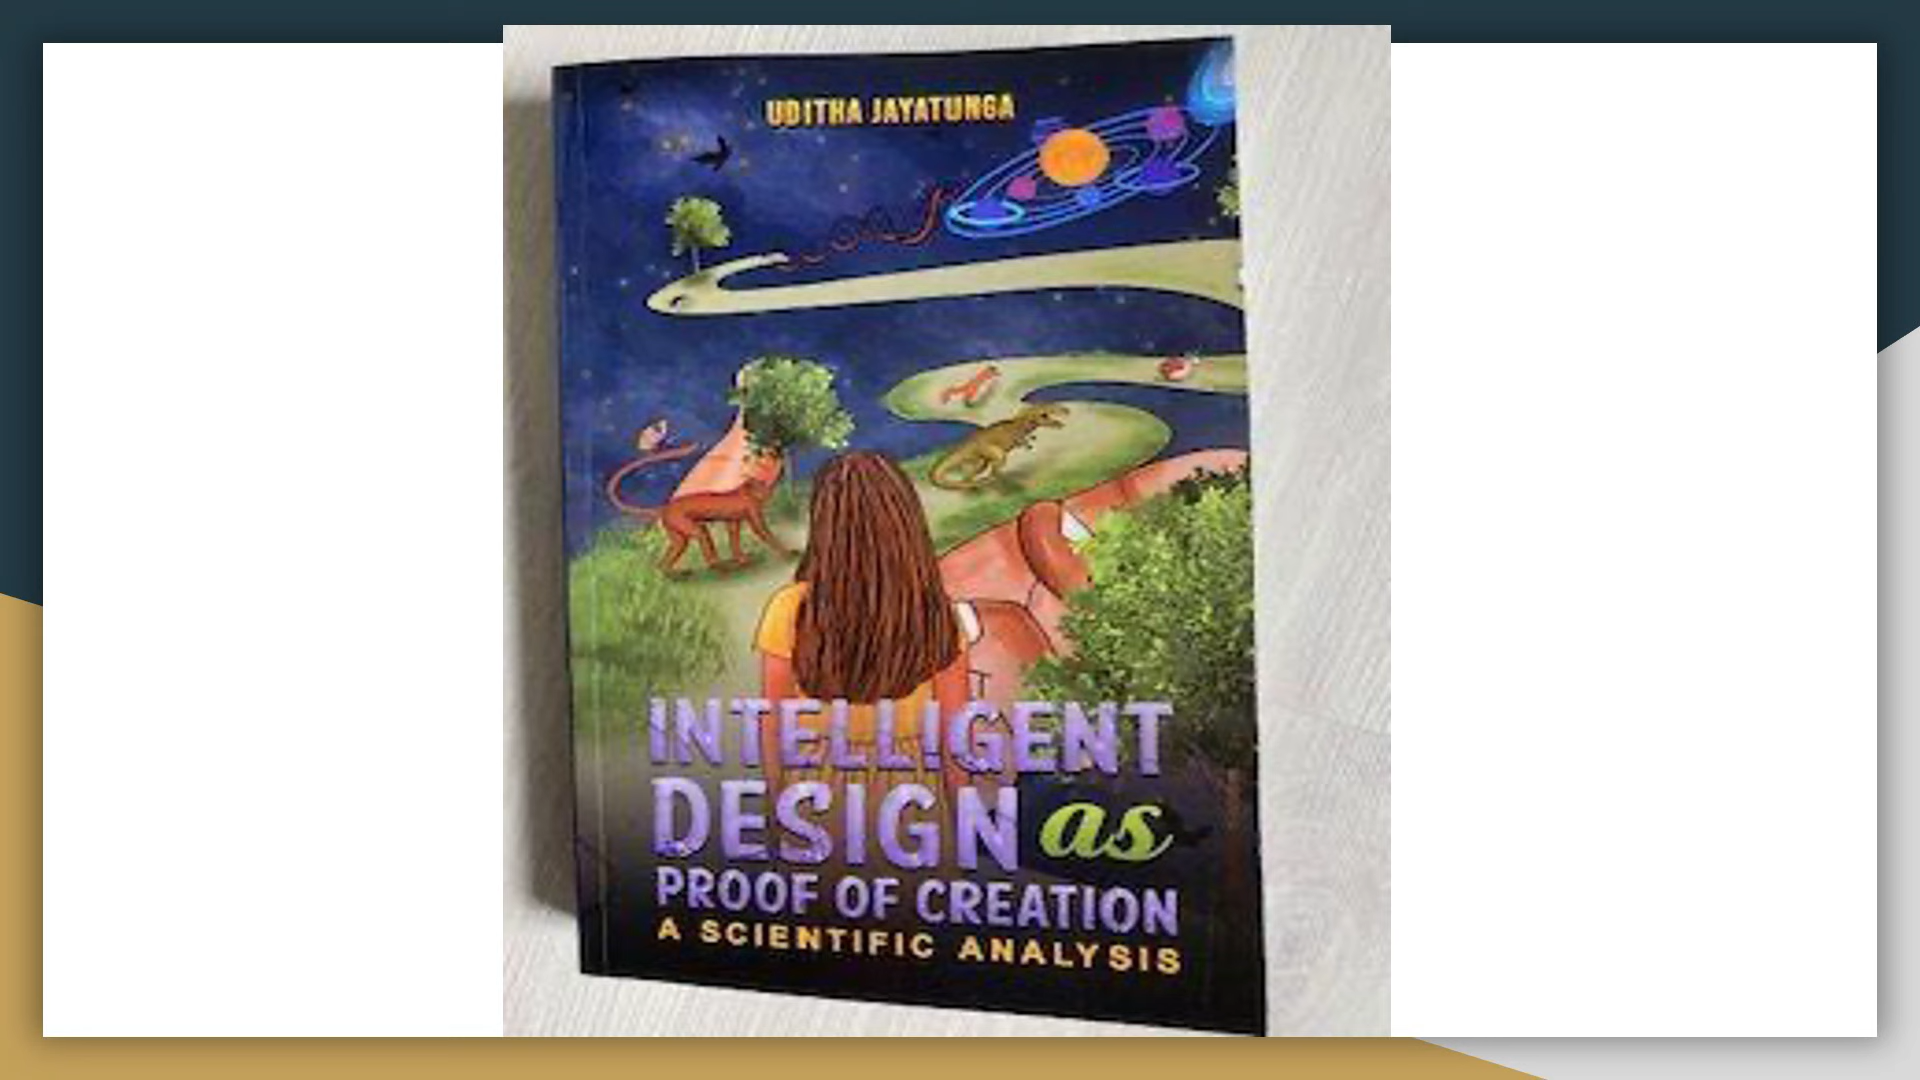 UDITHA JAYATUNGA
INTELLIGENT
DESIGN as
PROOF OF CREATION
A SCIENTIFIC ANALYSIS